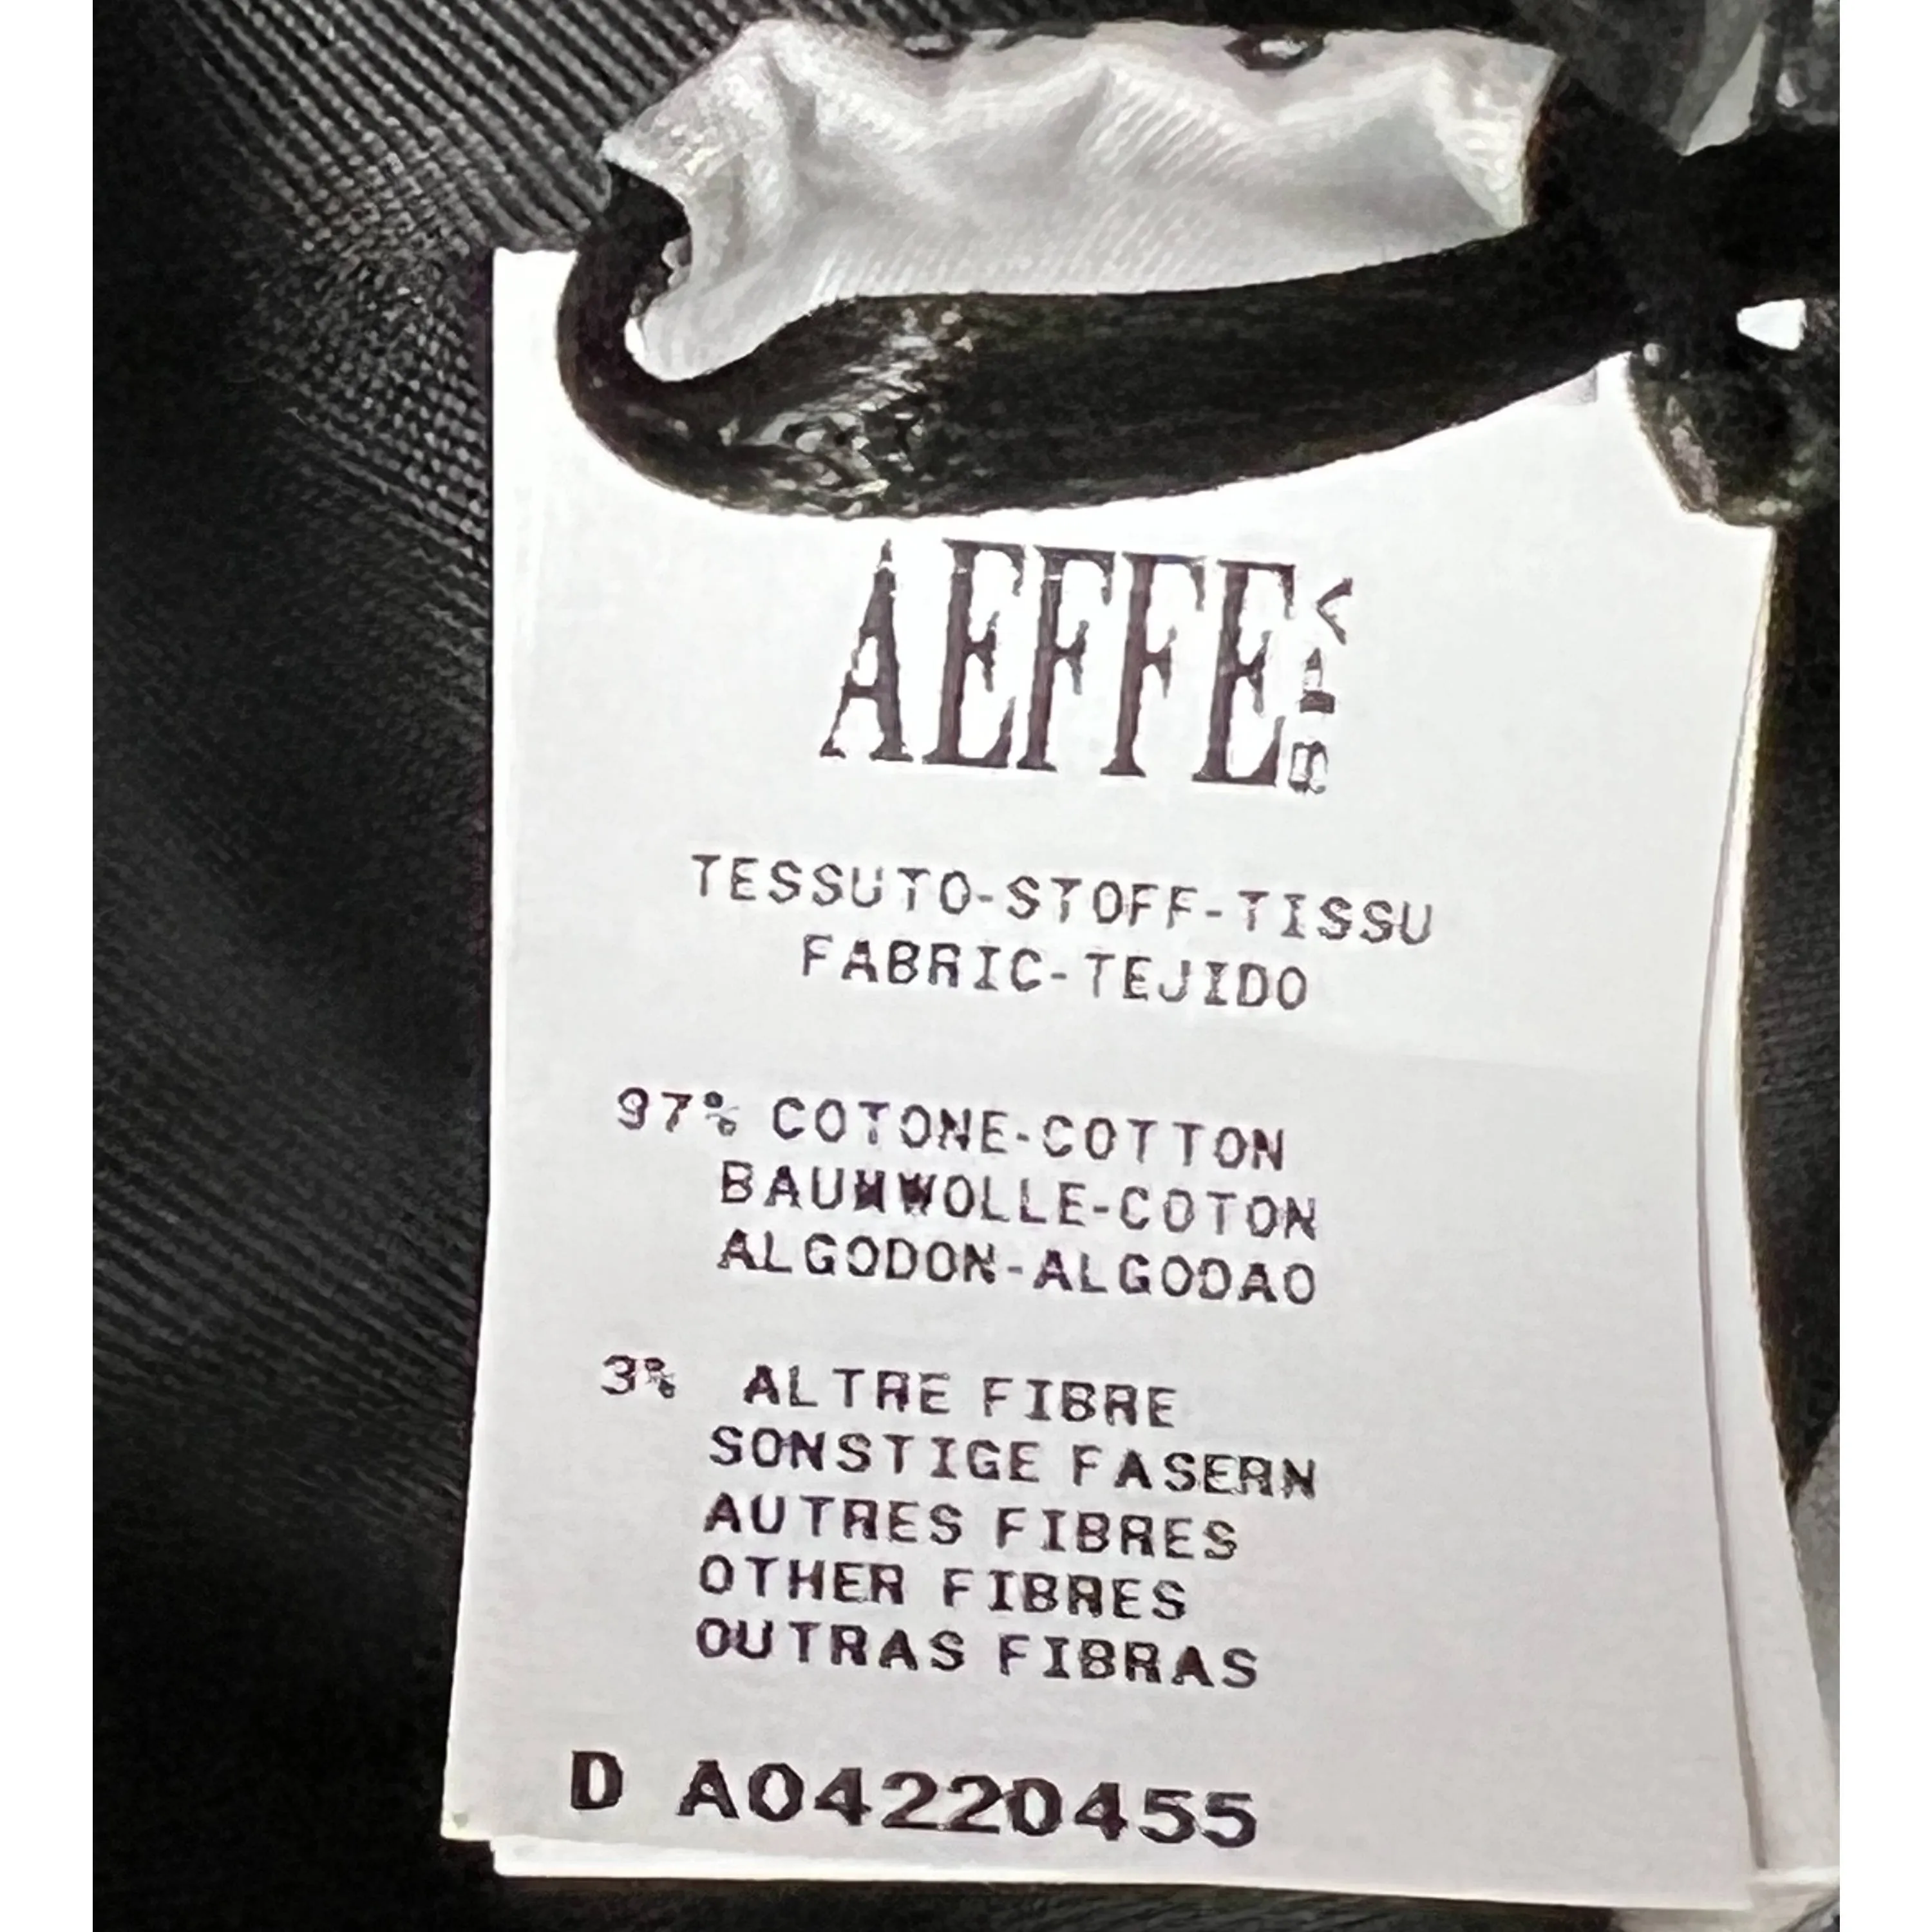 AEFFE
TESSUTO-STOFF-TISSU
FABRIC-TEJIDO
97% COTONE-COTTON
BAUMWOLLE-COTON
ALGODON-ALGODAO
3% ALTRE FIBRE
SONSTIGE FASERN
AUTRES FIBRES
OTHER FIBRES
OUTRAS FIBRAS
D A04220455